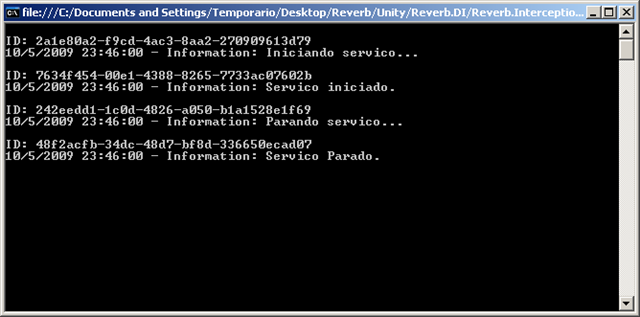 file:///C:/Documents and Settings/Temporario/Desktop/Reverb/Unity/Reverb.DI/Reverb.Interceptio...
ID: 2a1e80a2-f9cd-4ac3-8aa2-270909613d79
10/5/2009 23:46:00 - Information: Iniciando servico...
ID: 7634f454-00e1-4388-8265-7733ac07602b
10/5/2009 23:46:00 - Information: Servico iniciado.
ID: 242eedd1-1c0d-4826-a050-b1a1528e1f69
10/5/2009 23:46:00 - Information: Parando servico...
ID: 48f2acfb-34dc-48d7-bf8d-336650ecad07
10/5/2009 23:46:00 - Information: Servico Parado.